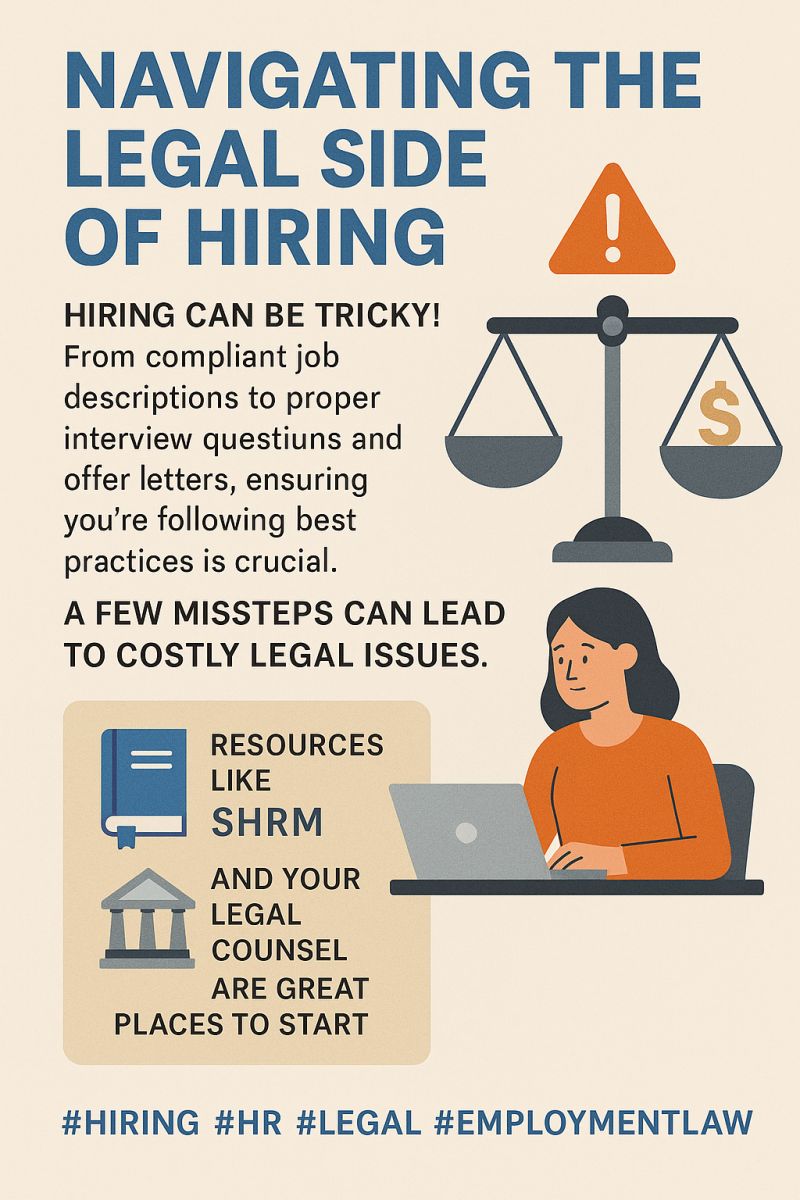 NAVIGATING THE
LEGAL SIDE
OF HIRING
HIRING CAN BE TRICKY!
From compliant job
descriptions to proper
interview questiuns and
offer letters, ensuring
you're following best
practices is crucial.
A FEW MISSTEPS CAN LEAD
TO COSTLY LEGAL ISSUES.
$
RESOURCES
LIKE
SHRM
AND YOUR
LEGAL
COUNSEL
ARE GREAT
PLACES TO START
#HIRING #HR #LEGAL #EMPLOYMENTLAW